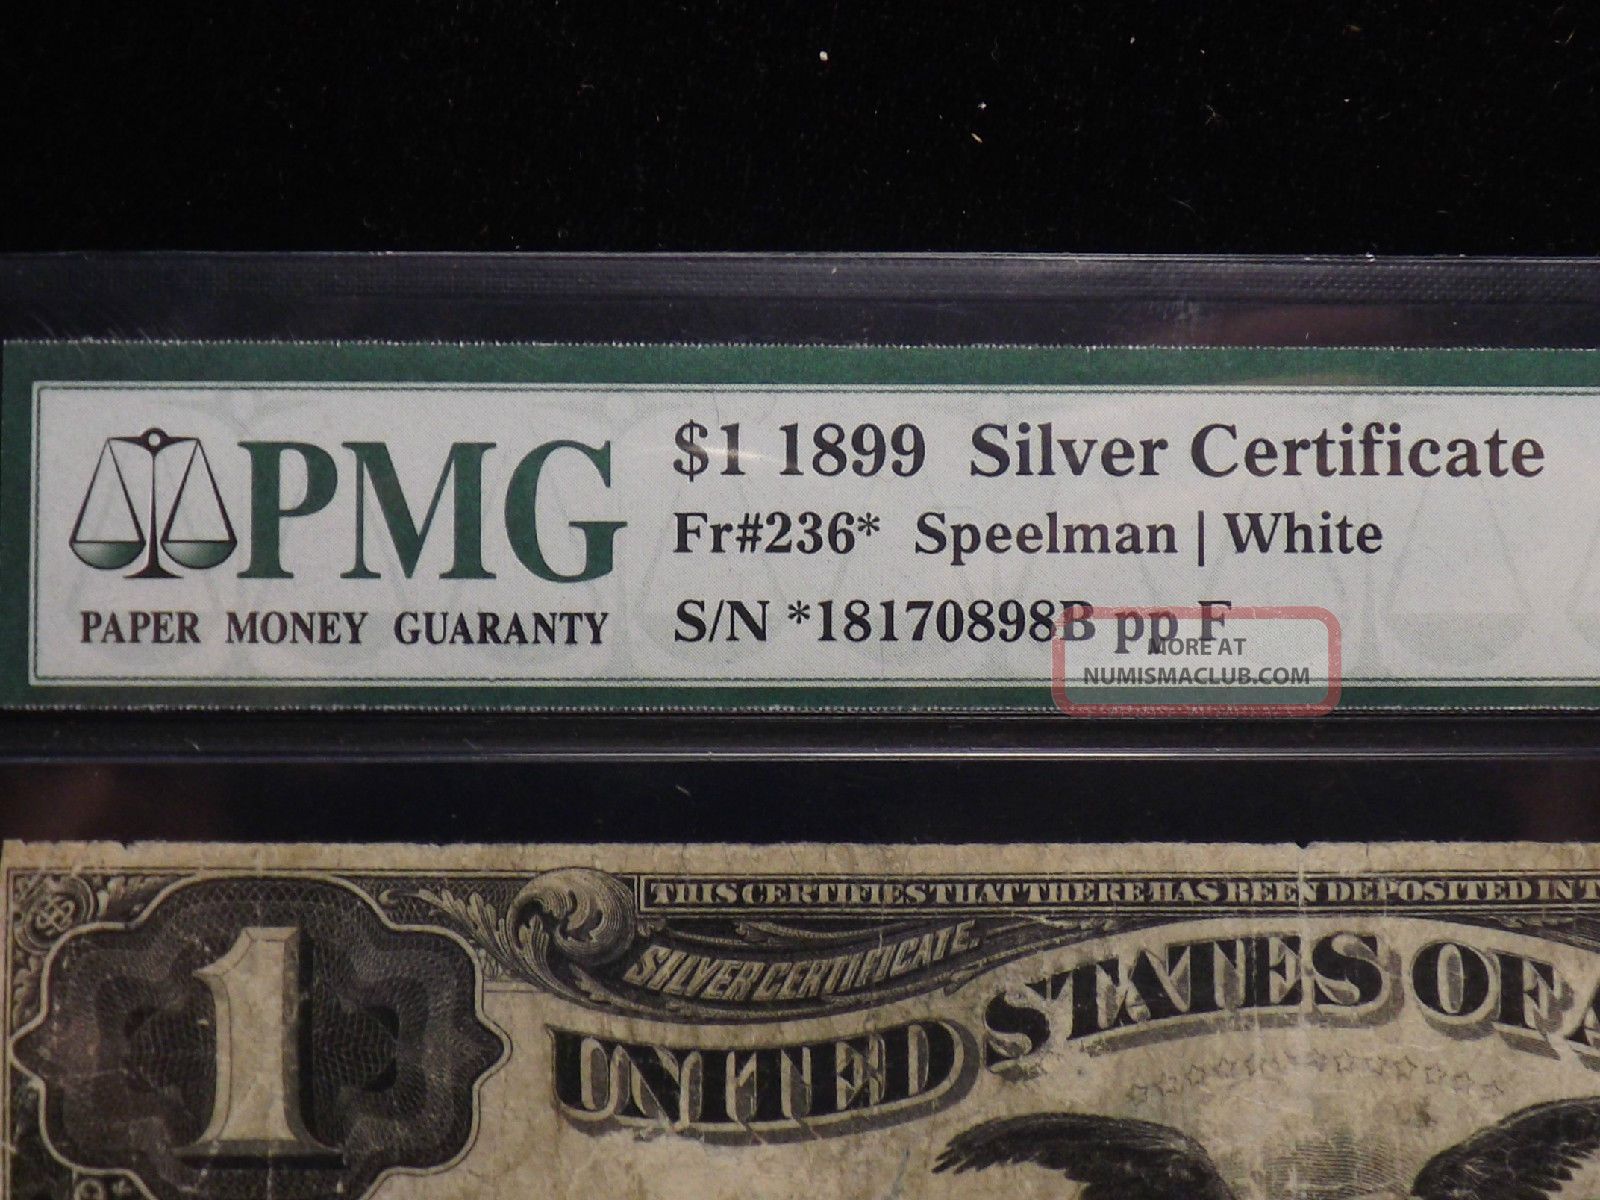 PMG
PAPER MONEY GUARANTY
$1 1899 Silver Certificate
Fr#236* Speelman | White
S/N *18170898B pp F
MORE AT
NUMISMACLUB.COM
THIS CERTIFIES THAT THERE HAS BEEN DEPOSITED IN T
SILVER CERTIFICATE.
1
UNITED STATES OF A